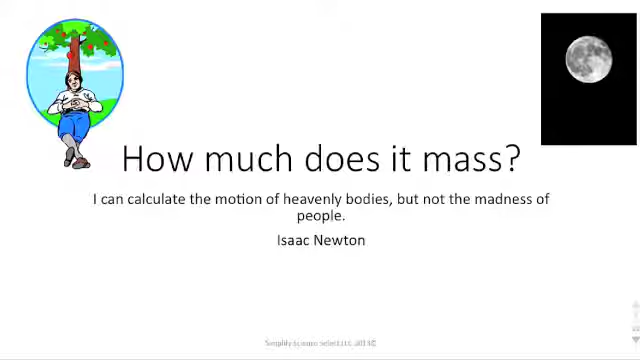 How much does it mass?
I can calculate the motion of heavenly bodies, but not the madness of
people.
Isaac Newton